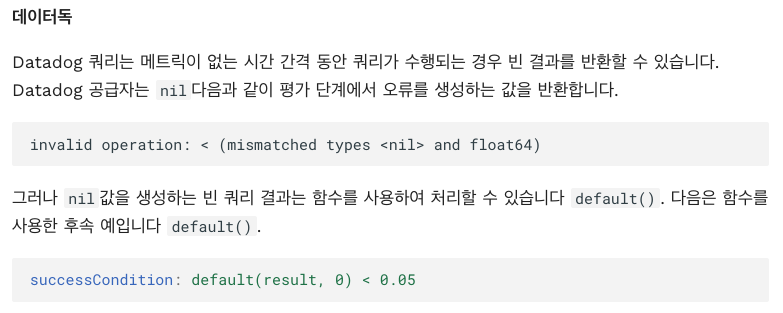 데이터독
Datadog 쿼리는 메트릭이 없는 시간 간격 동안 쿼리가 수행되는 경우 빈 결과를 반환할 수 있습니다.
Datadog 공급자는 nil 다음과 같이 평가 단계에서 오류를 생성하는 값을 반환합니다.
invalid operation: < (mismatched types <nil> and float64)
그러나 nil 값을 생성하는 빈 쿼리 결과는 함수를 사용하여 처리할 수 있습니다 default(). 다음은 함수를
사용한 후속 예입니다 default().
successCondition: default(result, 0) < 0.05